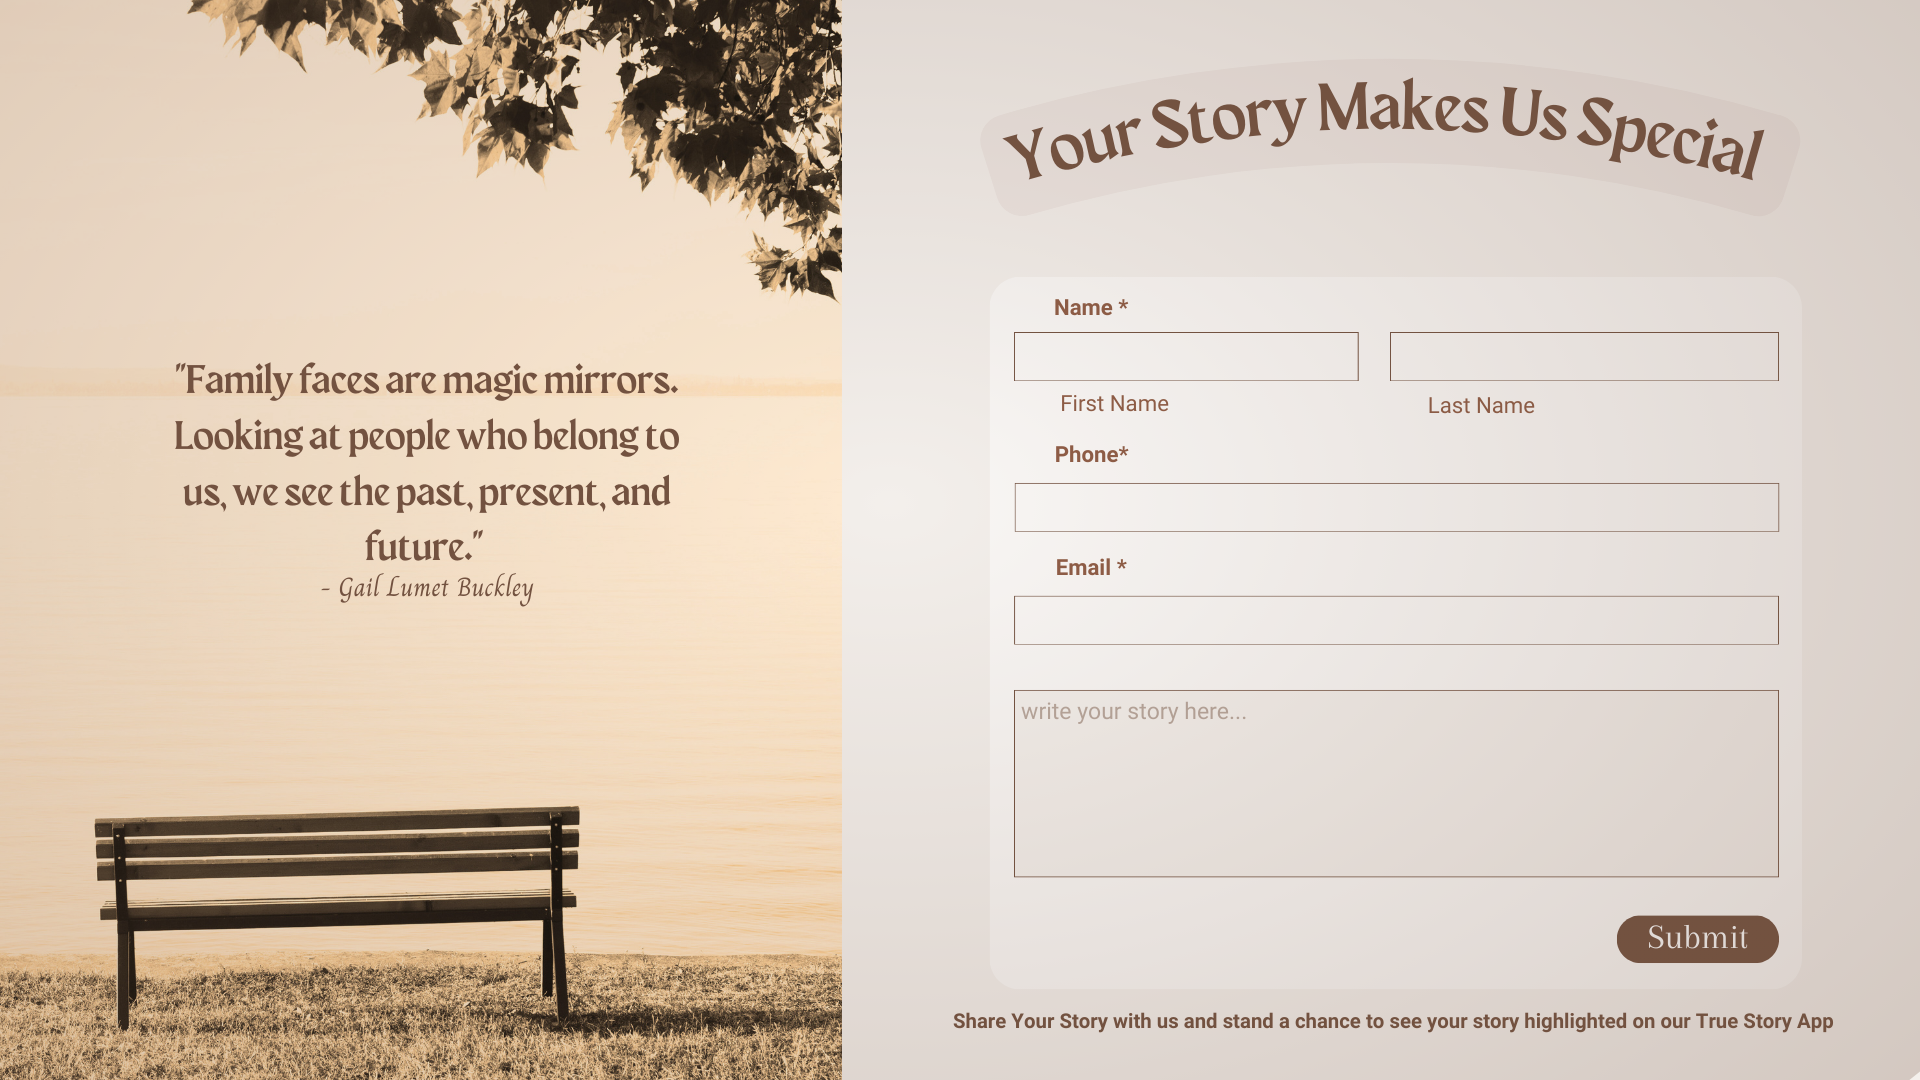 "Family faces are magic mirrors.
Looking at people who belong to
us, we see the past, present, and
future."
- Gail Lumet Buckley
Your Story Makes Us Special
Name *
First Name
Last Name
Phone*
Email *
write your story here...
Submit
Share Your Story with us and stand a chance to see your story highlighted on our True Story App